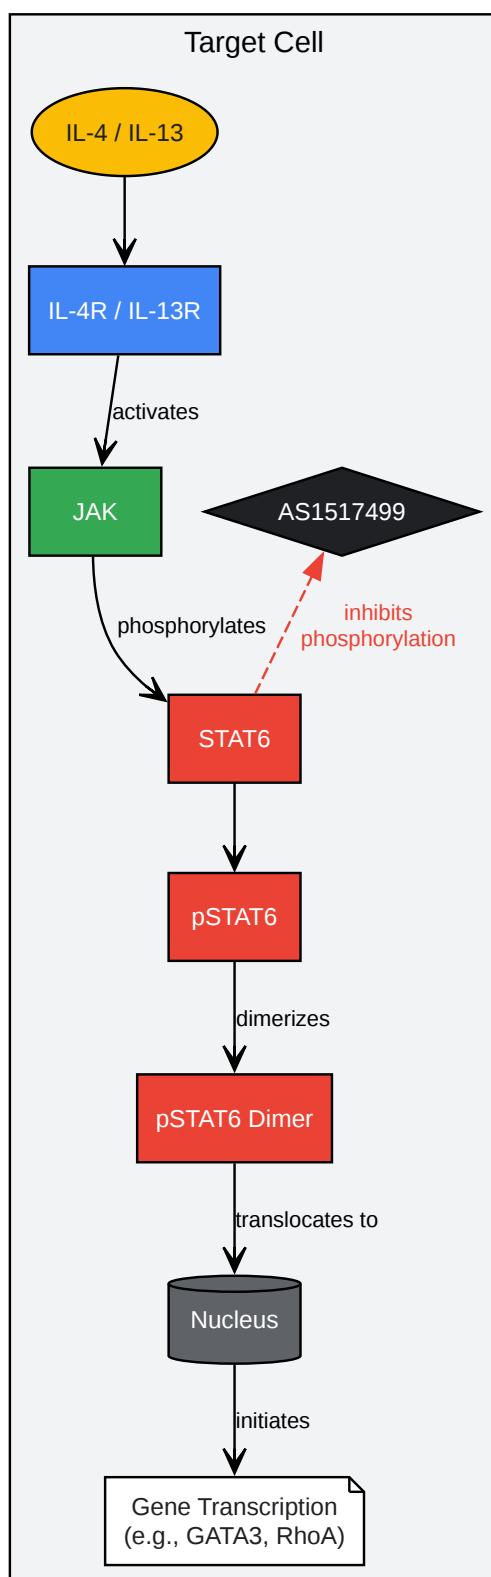 Target Cell
IL-4 / IL-13
IL-4R / IL-13R
activates
JAK
AS1517499
phosphorylates
inhibits
phosphorylation
STAT6
pSTAT6
dimerizes
pSTAT6 Dimer
translocates to
Nucleus
initiates
Gene Transcription
(e.g., GATA3, RhoA)